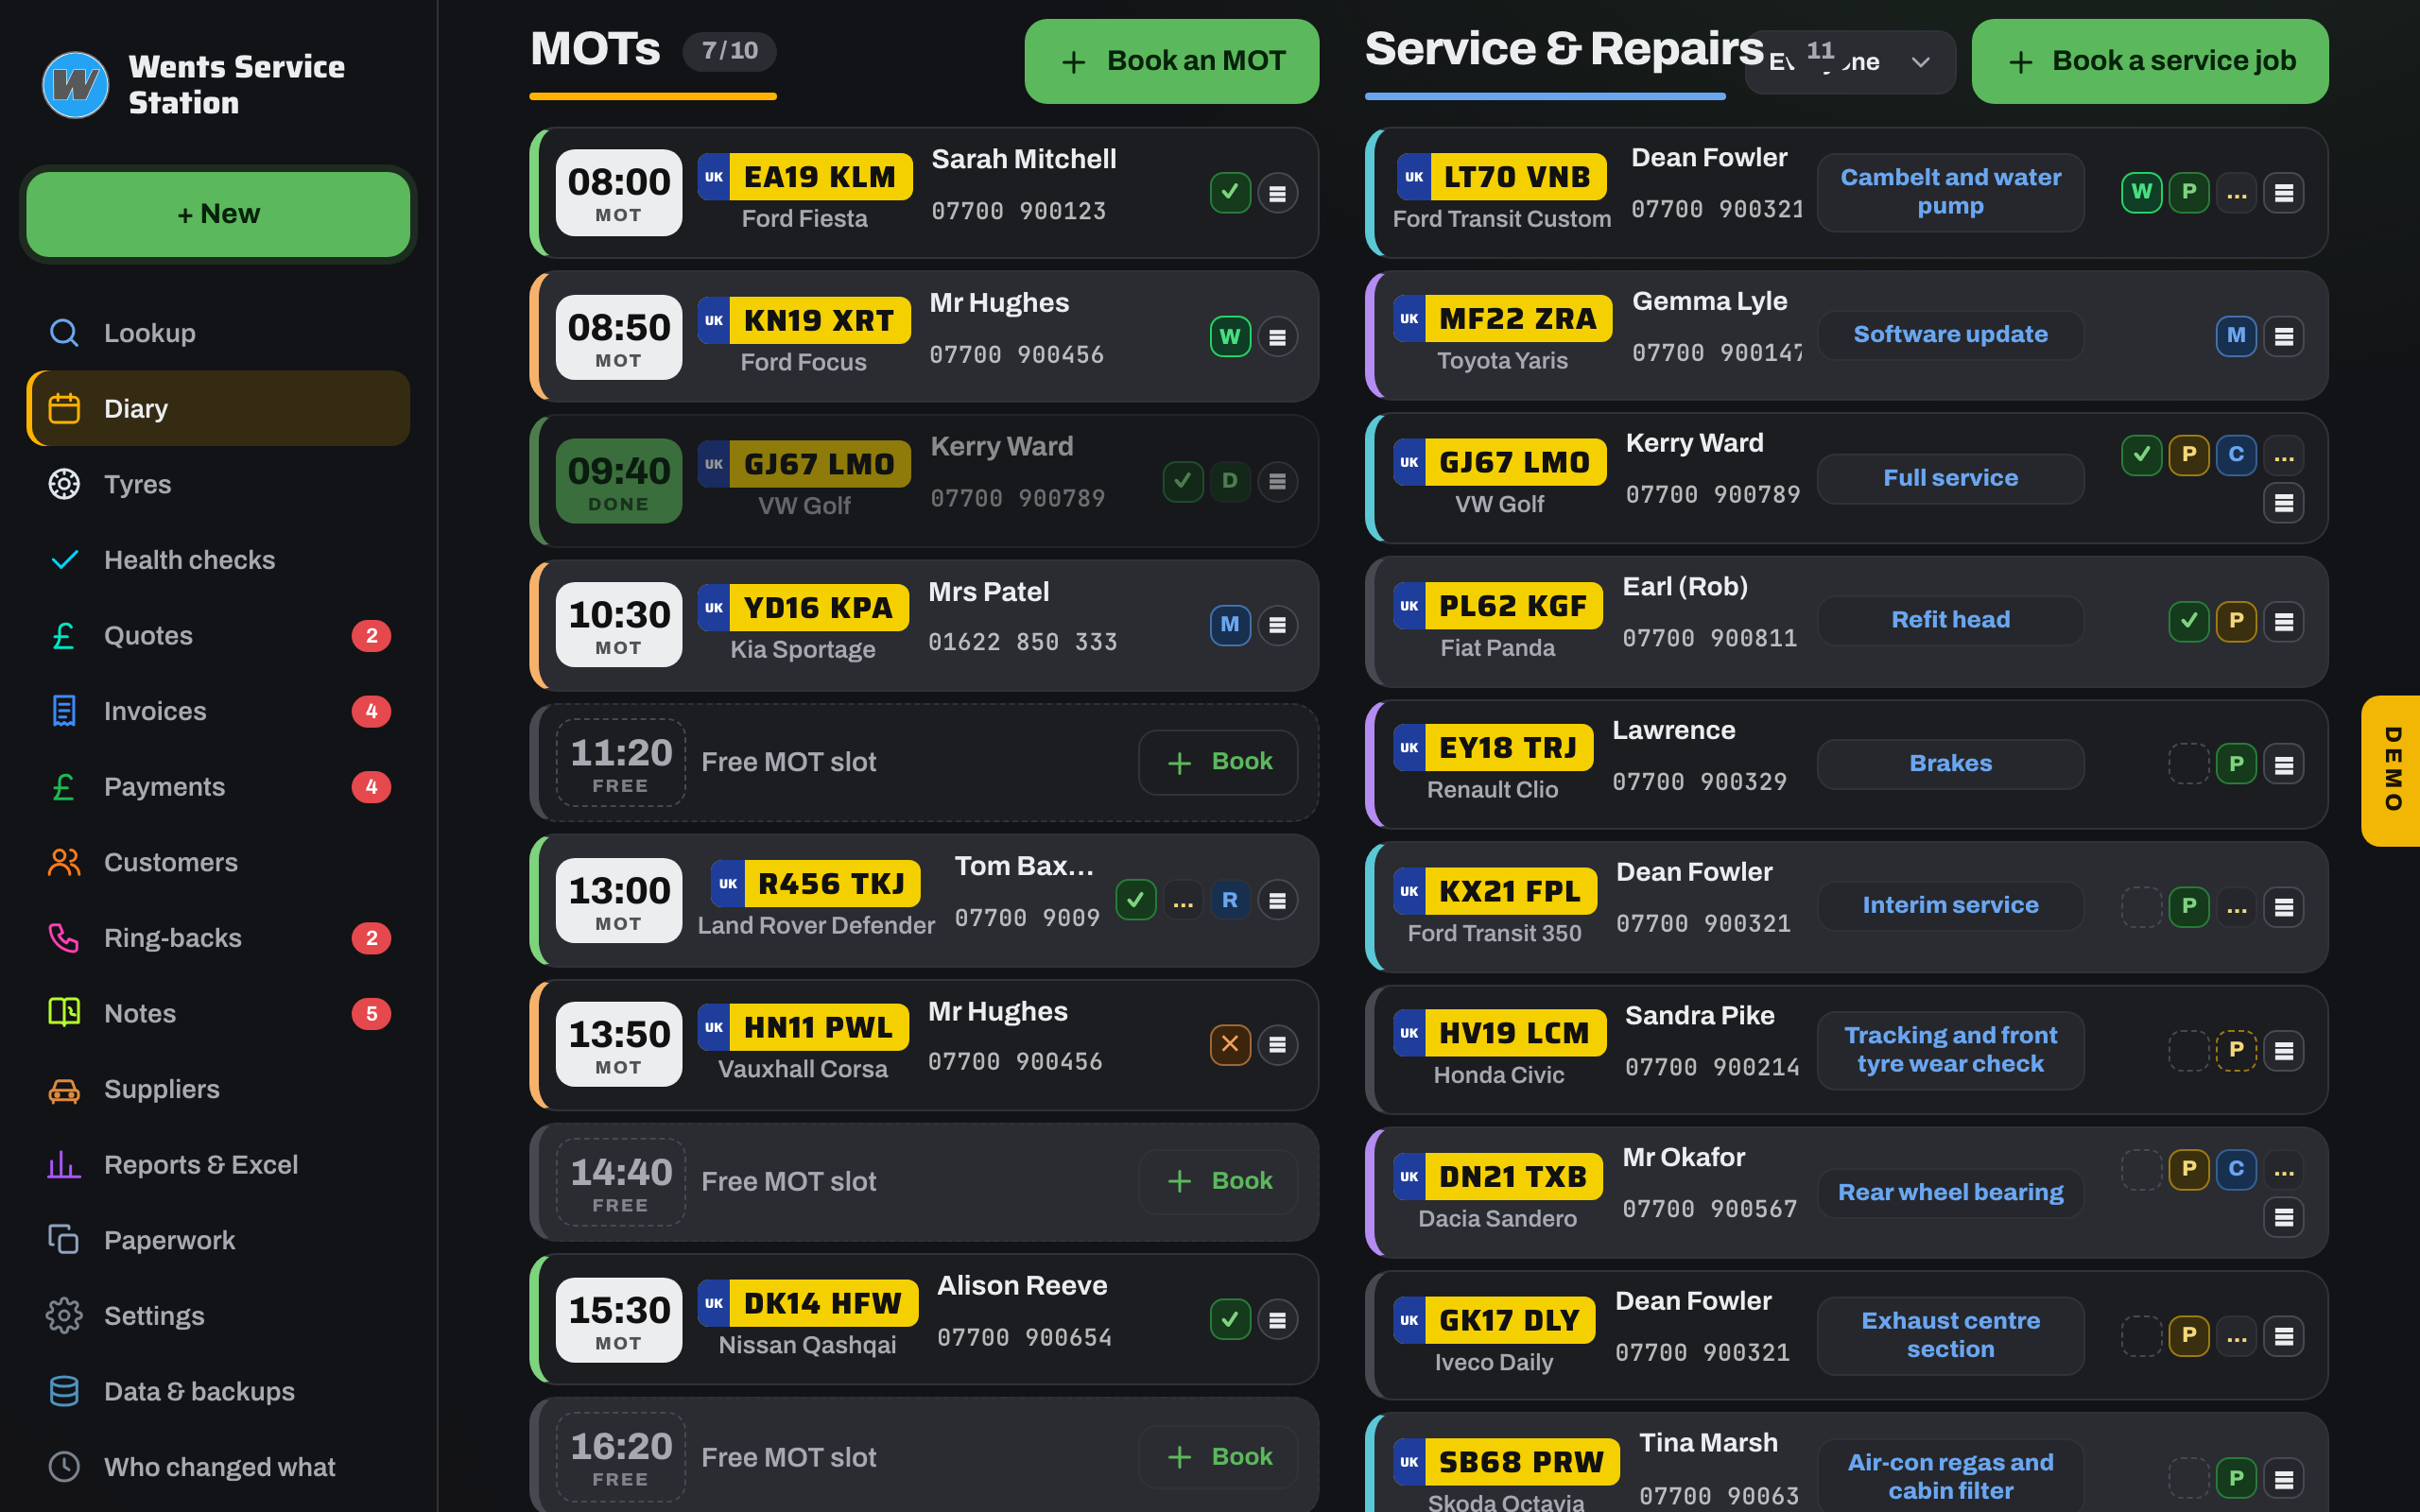 Wents Service
Station
+ New
Lookup
Diary
Tyres
Health checks
Quotes 2
Invoices 4
Payments 4
Customers
Ring-backs 2
Notes 5
Suppliers
Reports & Excel
Paperwork
Settings
Data & backups
Who changed what
MOTs 7/10
+ Book an MOT
08:00 MOT
UK EA19 KLM
Ford Fiesta
Sarah Mitchell
07700 900123
08:50 MOT
UK KN19 XRT
Ford Focus
Mr Hughes
07700 900456
W
09:40 DONE
UK GJ67 LMO
VW Golf
Kerry Ward
07700 900789
D
10:30 MOT
UK YD16 KPA
Kia Sportage
Mrs Patel
01622 850 333
M
11:20 FREE
Free MOT slot
+ Book
13:00 MOT
UK R456 TKJ
Land Rover Defender
Tom Bax...
07700 9009
... R
13:50 MOT
UK HN11 PWL
Vauxhall Corsa
Mr Hughes
07700 900456
14:40 FREE
Free MOT slot
+ Book
15:30 MOT
UK DK14 HFW
Nissan Qashqai
Alison Reeve
07700 900654
16:20 FREE
Free MOT slot
+ Book
Service & Repairs 11
+ Book a service job
UK LT70 VNB
Ford Transit Custom
Dean Fowler
07700 900321
Cambelt and water
pump
W P ...
UK MF22 ZRA
Toyota Yaris
Gemma Lyle
07700 900147
Software update
M
UK GJ67 LMO
VW Golf
Kerry Ward
07700 900789
Full service
P C ...
UK PL62 KGF
Fiat Panda
Earl (Rob)
07700 900811
Refit head
P
UK EY18 TRJ
Renault Clio
Lawrence
07700 900329
Brakes
P
UK KX21 FPL
Ford Transit 350
Dean Fowler
07700 900321
Interim service
P ...
UK HV19 LCM
Honda Civic
Sandra Pike
07700 900214
Tracking and front
tyre wear check
P
UK DN21 TXB
Dacia Sandero
Mr Okafor
07700 900567
Rear wheel bearing
P C ...
UK GK17 DLY
Iveco Daily
Dean Fowler
07700 900321
Exhaust centre
section
P ...
UK SB68 PRW
Skoda Octavia
Tina Marsh
07700 90063
Air-con regas and
cabin filter
P
DEMO